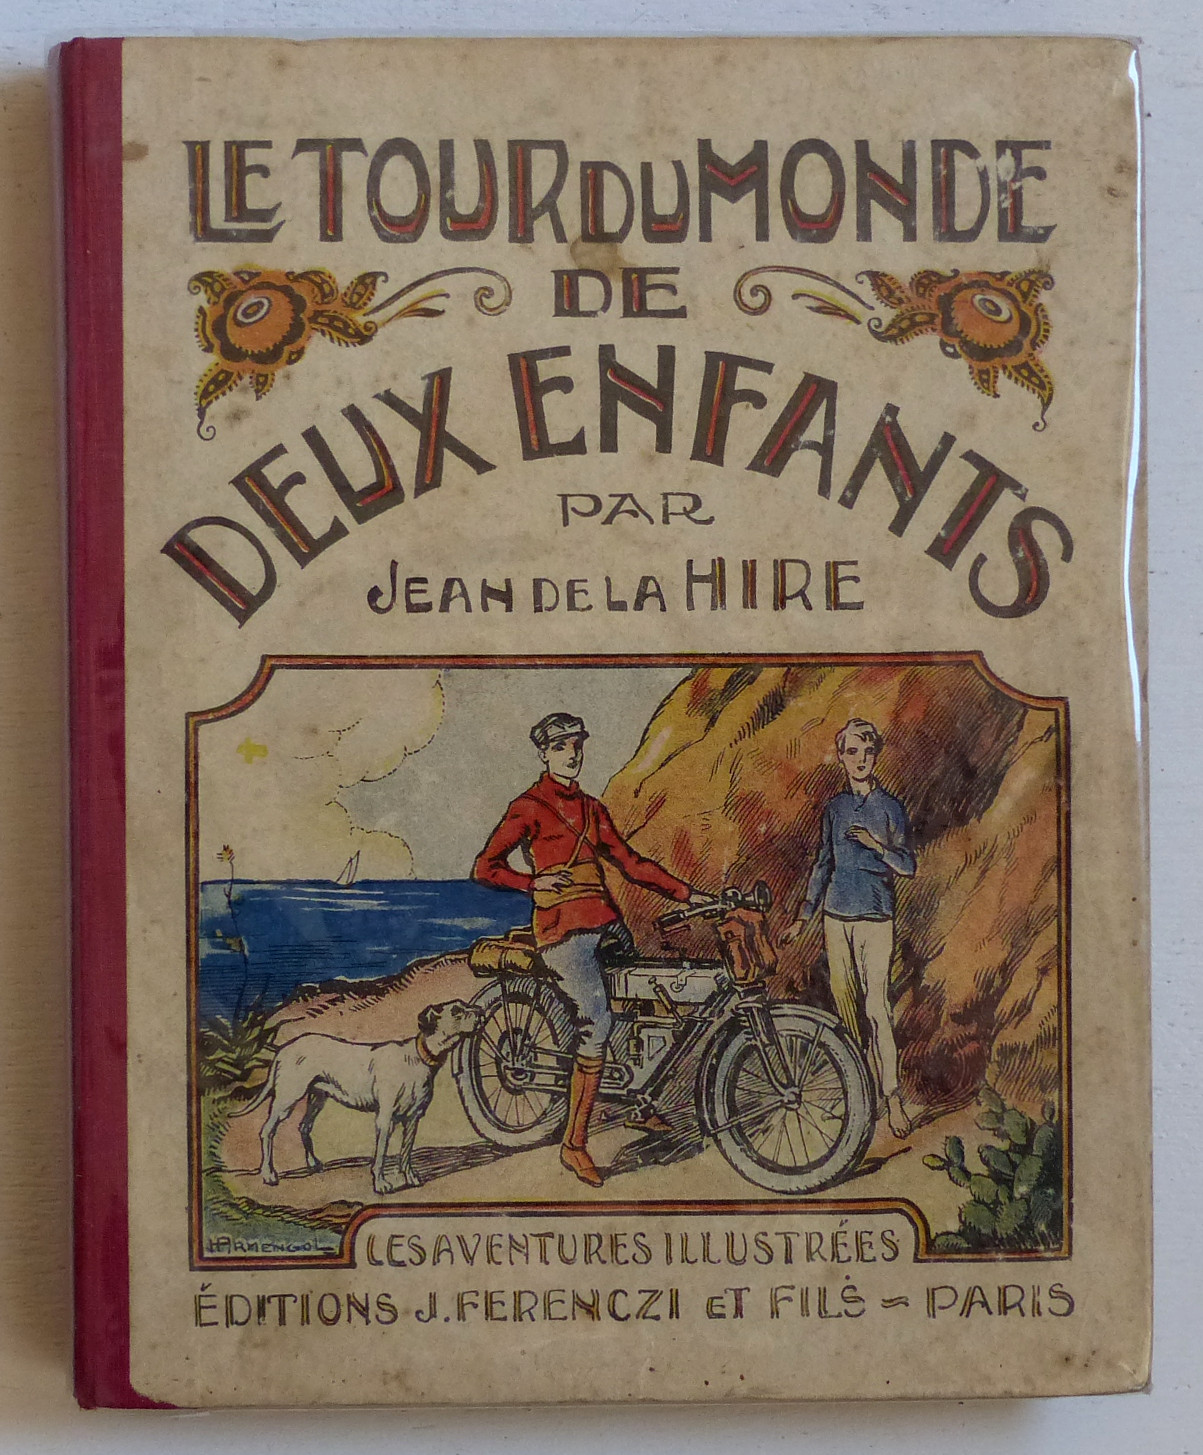 LE TOUR DU MONDE
DE
DEUX ENFANTS
PAR
JEAN DE LA HIRE
HARMENGOL
LES AVENTURES ILLUSTRÉES
ÉDITIONS J. FERENCZI ET FILS - PARIS